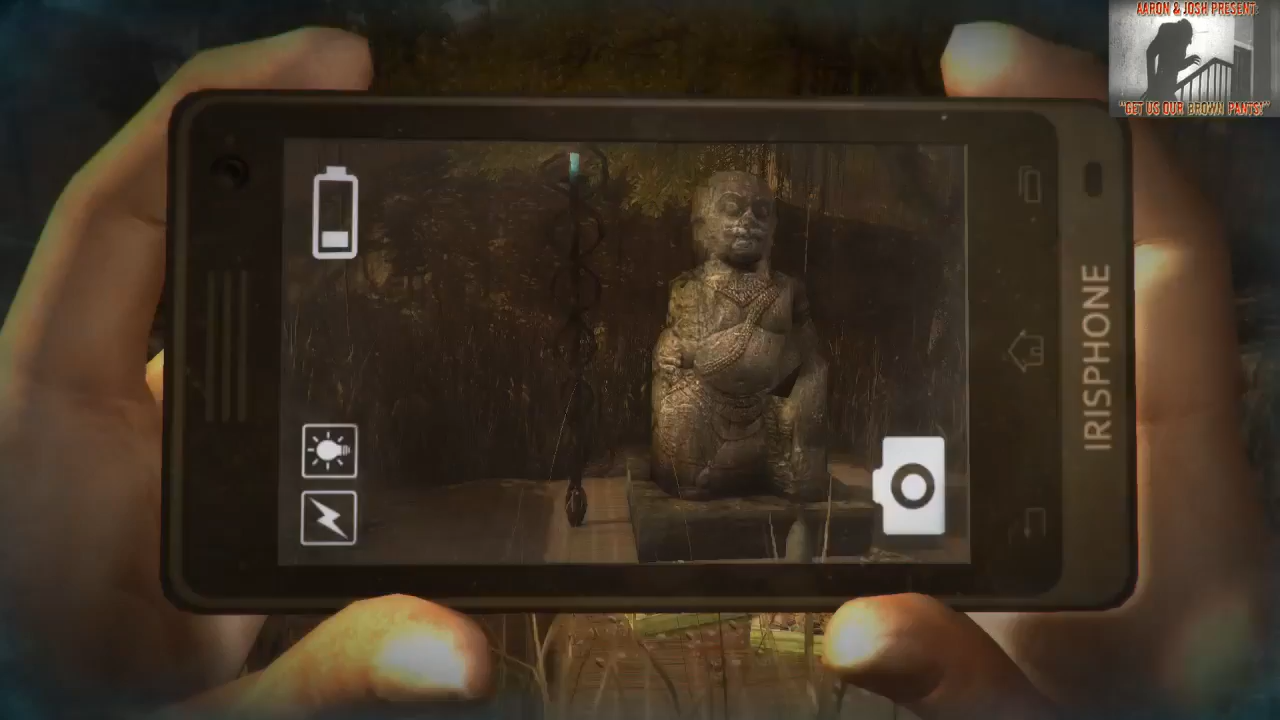 AARON & JOSH PRESENT:
"GET US OUR BROWN PANTS!"
IRISPHONE